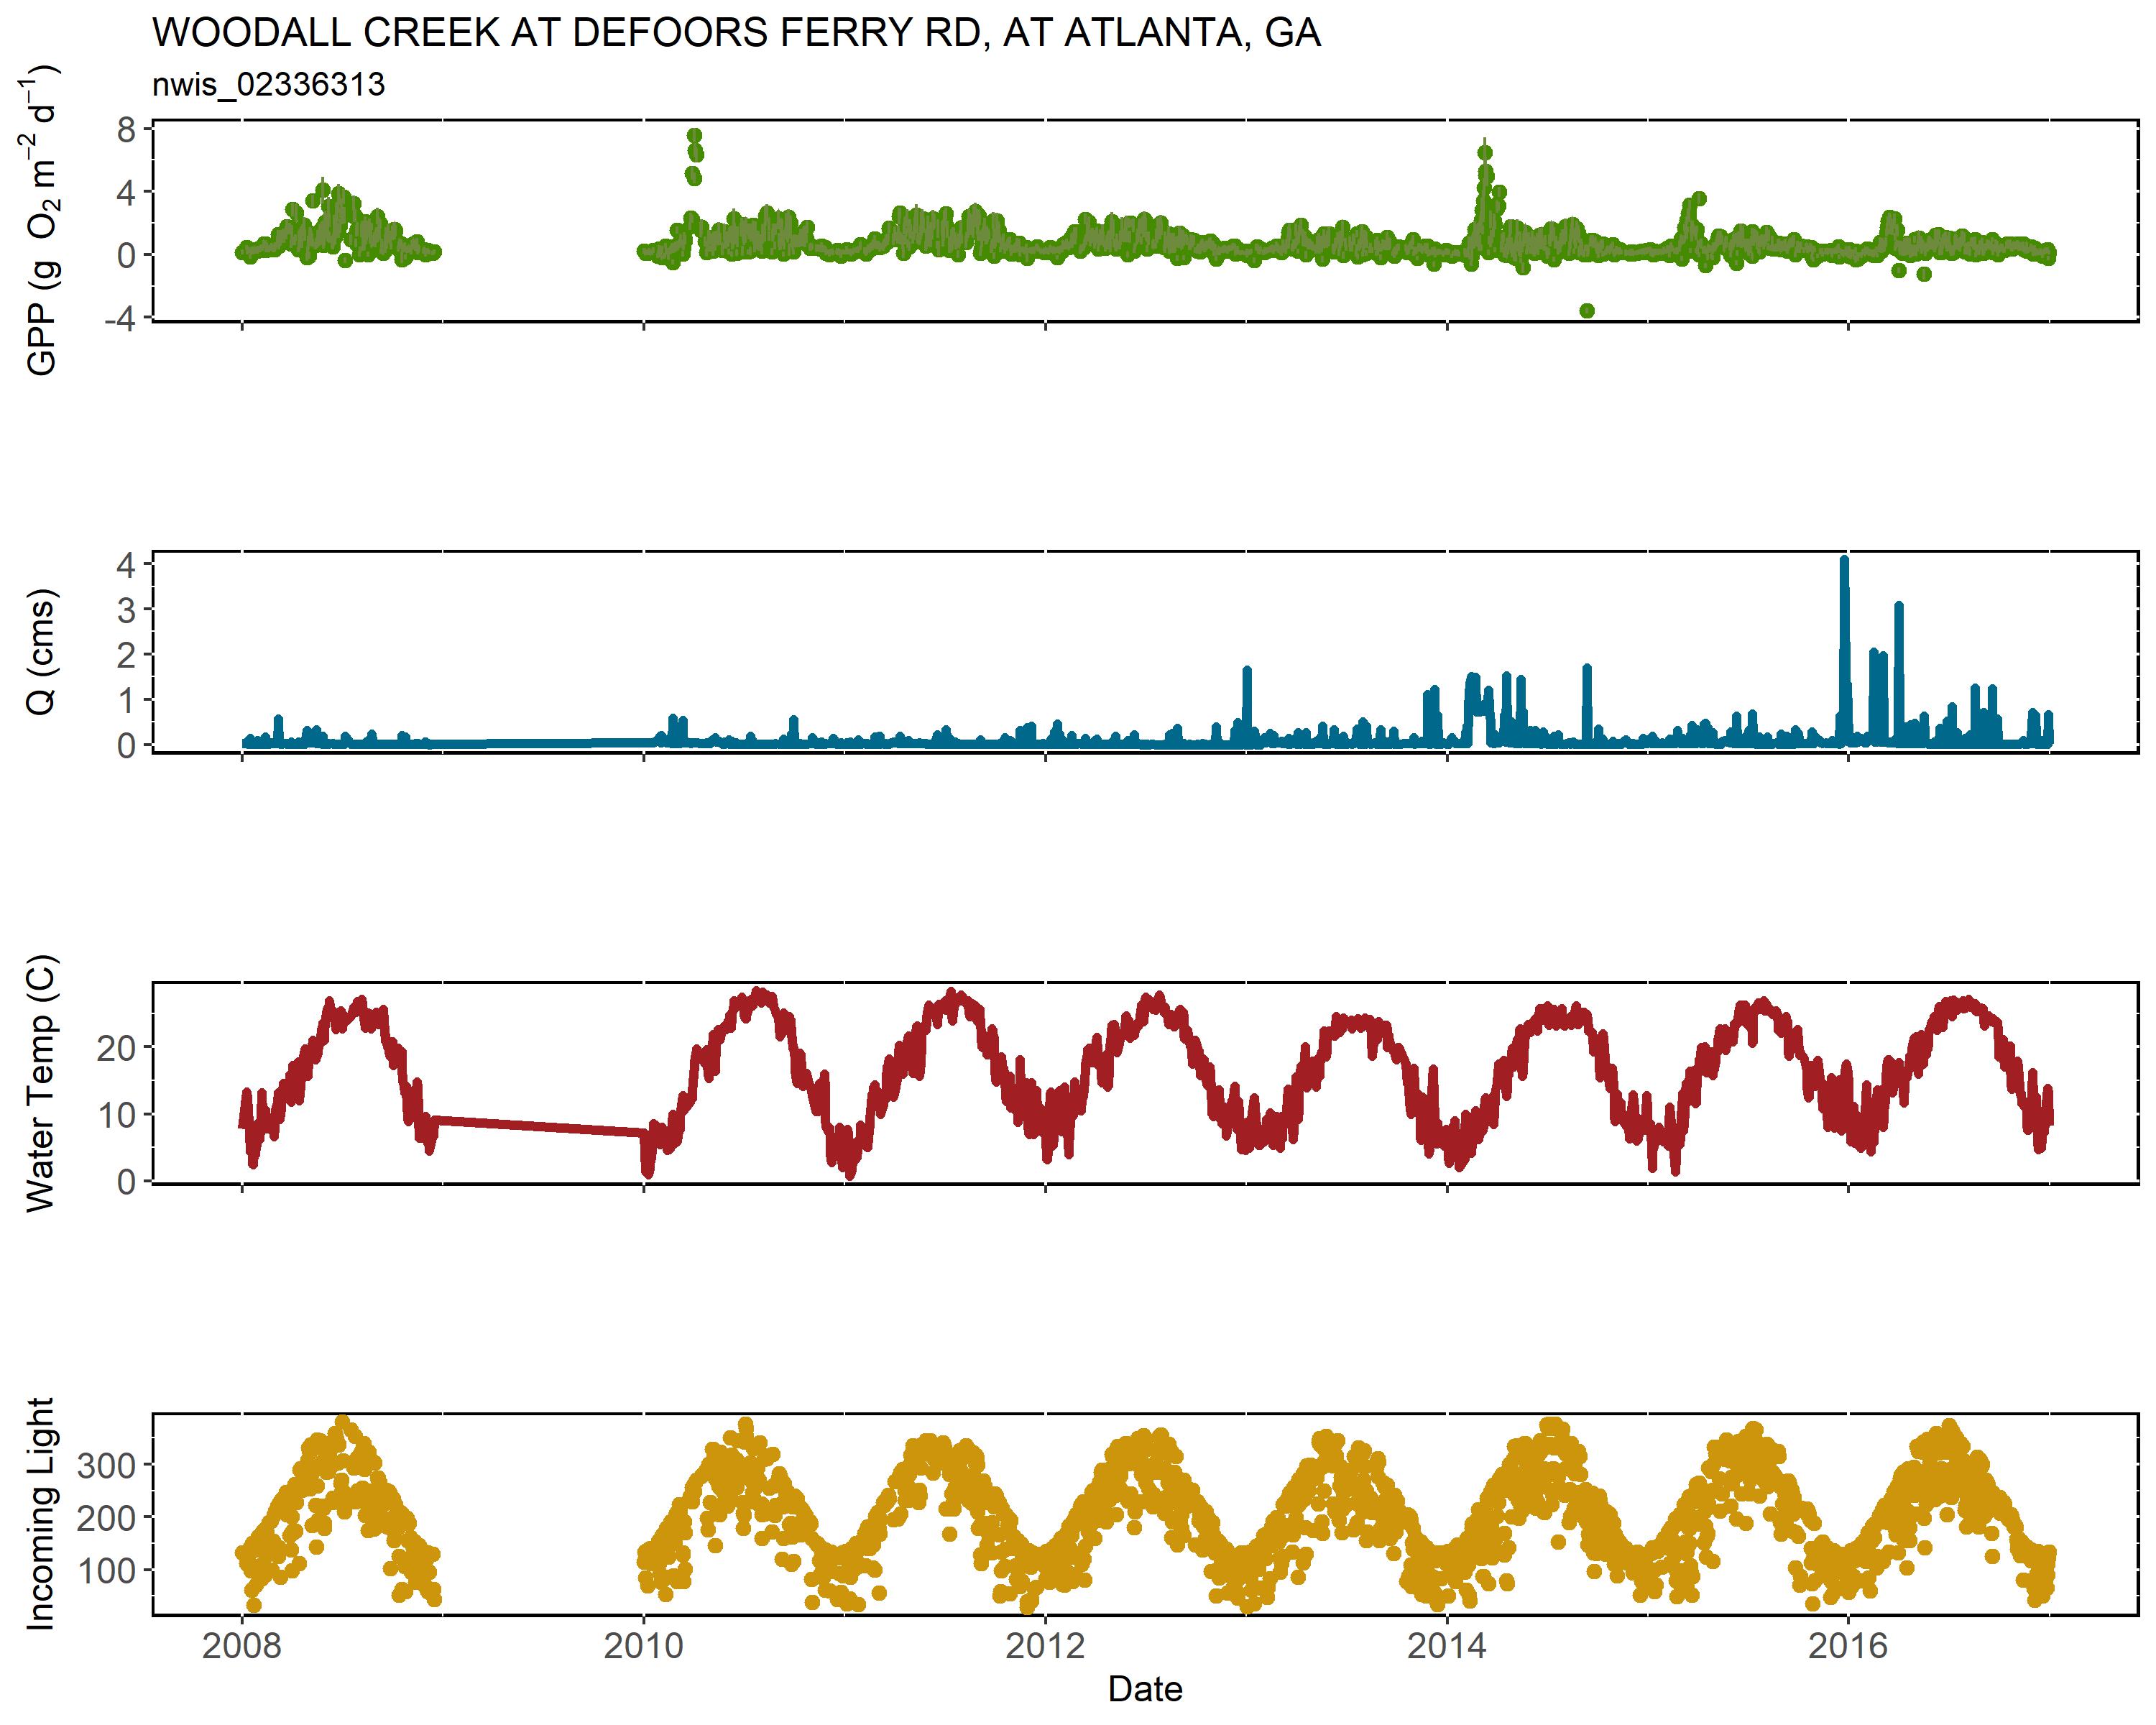 WOODALL CREEK AT DEFOORS FERRY RD, AT ATLANTA, GA
nwis_02336313
GPP (g O₂ m⁻² d⁻¹)
8
4
0
-4
Q (cms)
4
3
2
1
0
Water Temp (C)
20
10
0
Incoming Light
300
200
100
2008 2010 2012 2014 2016
Date